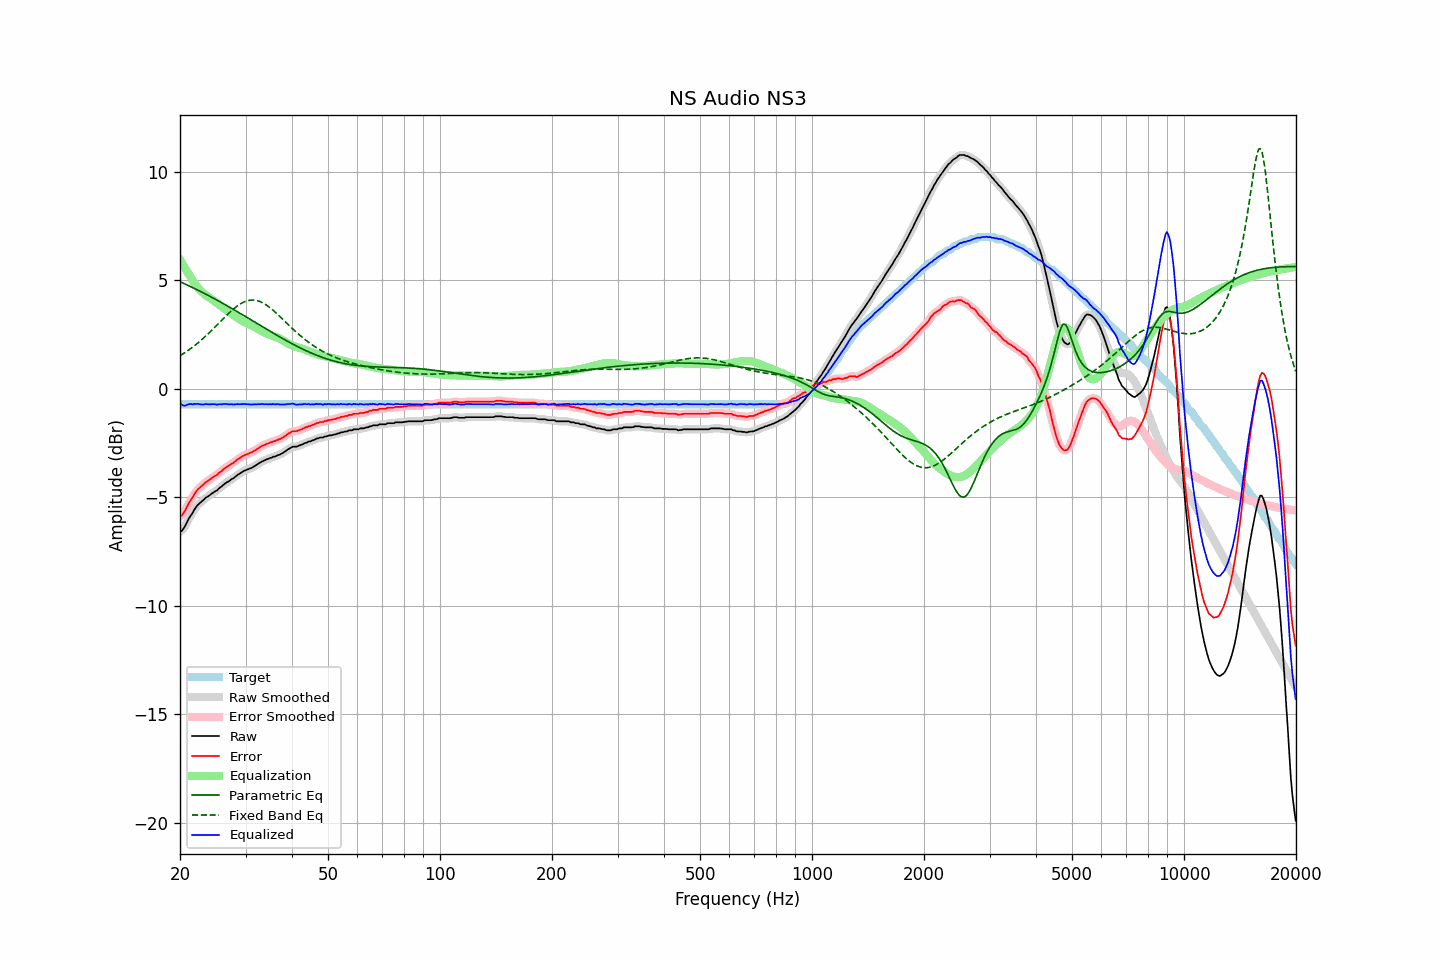 NS Audio NS3
Amplitude (dBr)
10
5
0
−5
−10
−15
−20
Target
Raw Smoothed
Error Smoothed
Raw
Error
Equalization
Parametric Eq
Fixed Band Eq
Equalized
20 50 100 200 500 1000 2000 5000 10000 20000
Frequency (Hz)